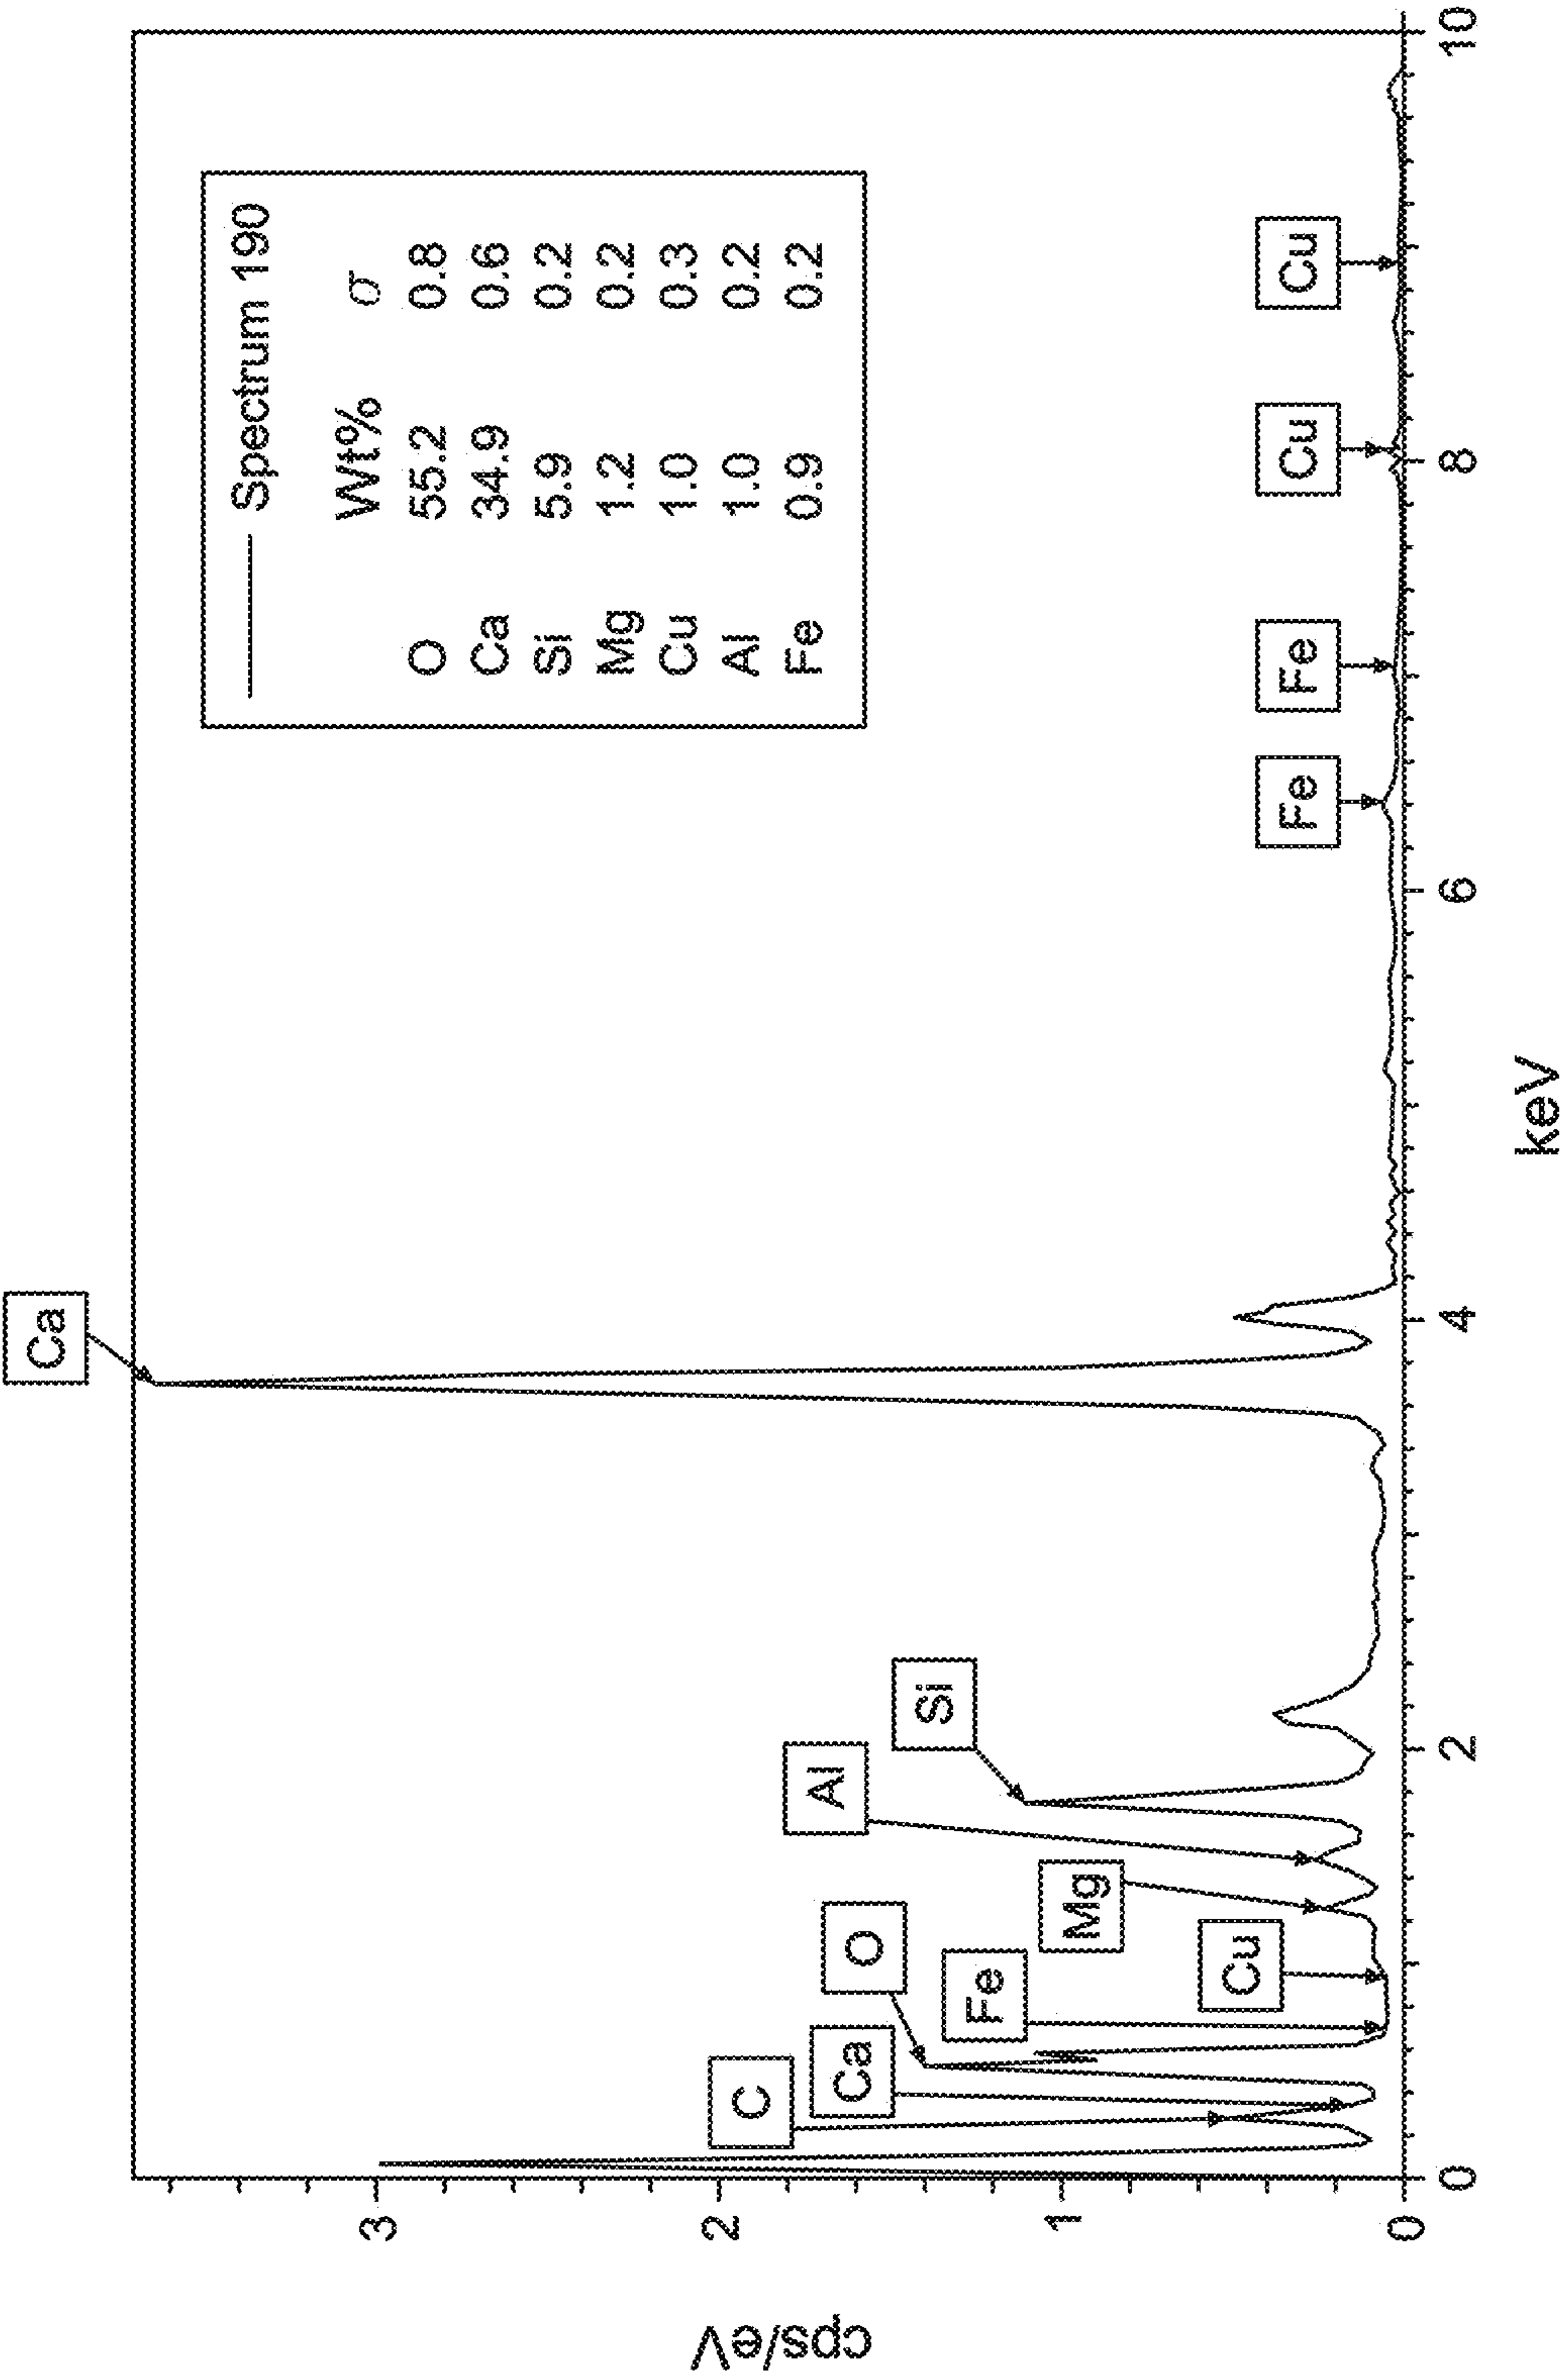 Ca
Spectrum 190
Wt% σ
O 55.2 0.8
Ca 34.9 0.6
Si 5.9 0.2
Mg 1.2 0.2
Cu 1.0 0.3
Al 1.0 0.2
Fe 0.9 0.2
C
Ca
O
Fe
Mg
Al
Cu
Si
Fe
Fe
Cu
Cu
3
2
1
0
cps/eV
0 2 4 6 8 10
keV